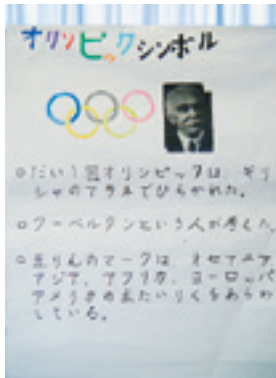 オリンピックシンボル
○だい1回オリンピックは、ギリ
シャのアテネでひらかれた。
○クーベルタンという人が考えた。
○五りんのマークは、オセアニア
アジア、アフリカ、ヨーロッパ
アメリカの五たいりくをあらわ
している。